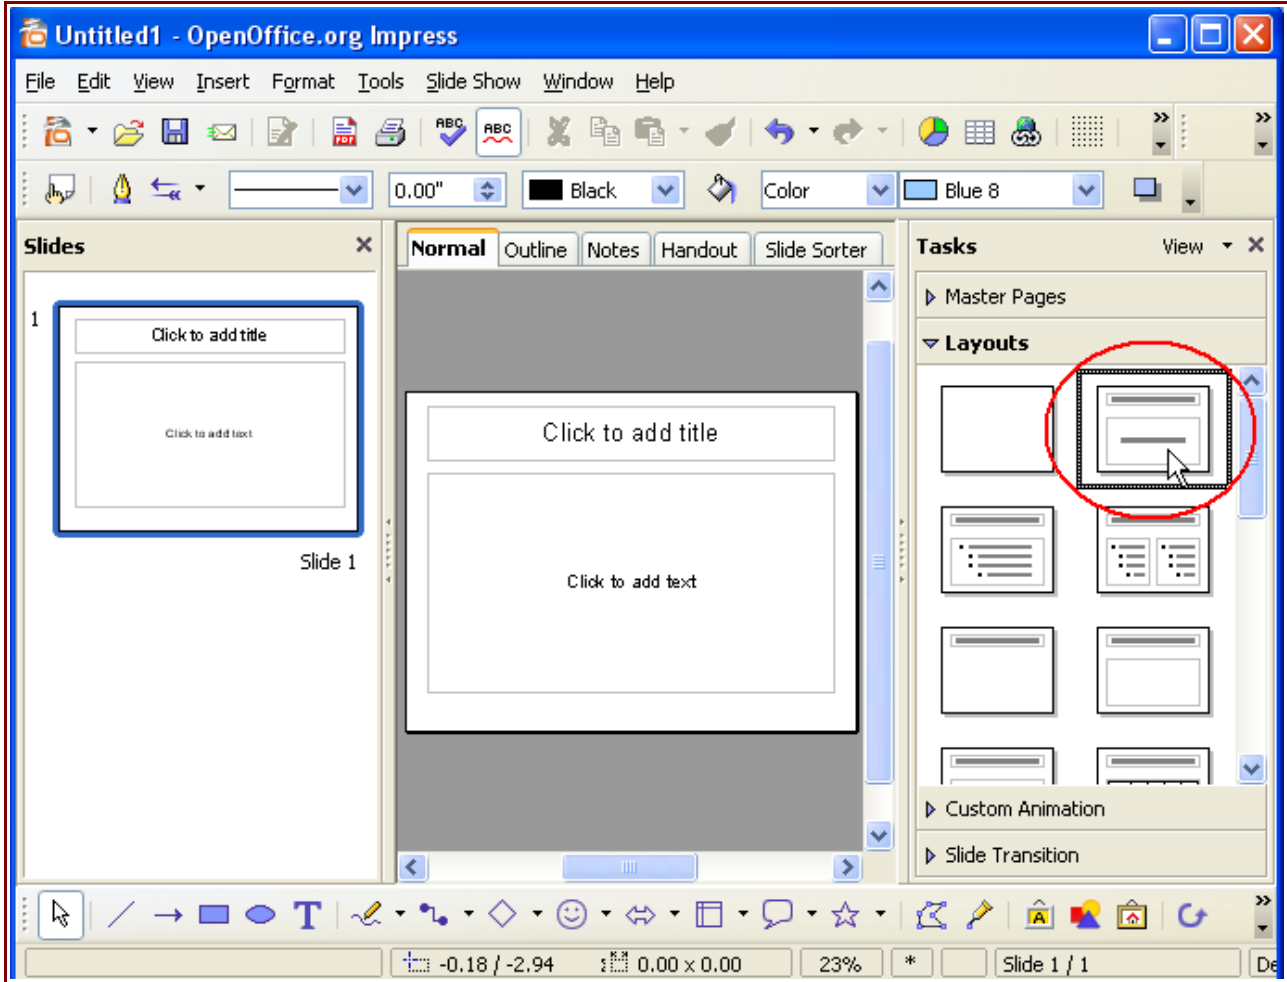 Untitled1 - OpenOffice.org Impress
File Edit View Insert Format Tools Slide Show Window Help
PDF ABC ABC
0.00" Black Color Blue 8
Slides
Normal Outline Notes Handout Slide Sorter
Tasks View
Master Pages
Layouts
1
Click to add title
Click to add text
Slide 1
Click to add title
Click to add text
Custom Animation
Slide Transition
T A
-0.18 / -2.94 0.00 x 0.00 23% * Slide 1 / 1 De